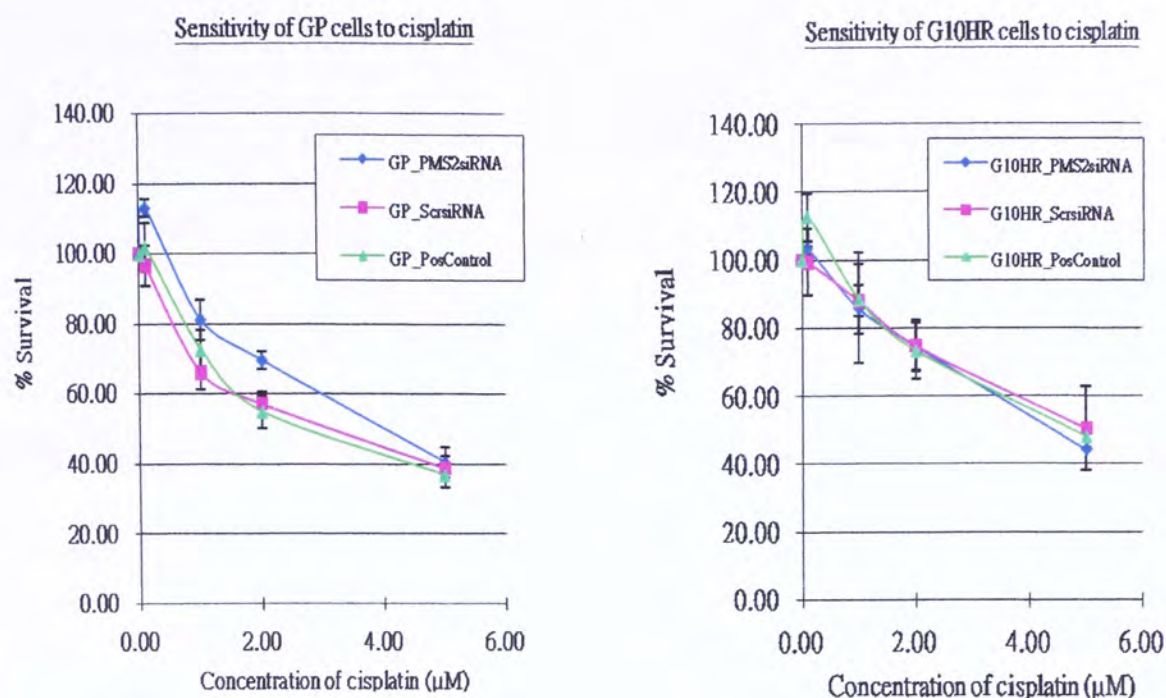 Sensitivity of GP cells to cisplatin
140.00
120.00
100.00
80.00
60.00
40.00
20.00
0.00
% Survival
GP_PMS2siRNA
GP_ScrsiRNA
GP_PosControl
0.00 2.00 4.00 6.00
Concentration of cisplatin (µM)
Sensitivity of G10HR cells to cisplatin
140.00
120.00
100.00
80.00
60.00
40.00
20.00
0.00
% Survival
G10HR_PMS2siRNA
G10HR_ScrsiRNA
G10HR_PosControl
0.00 2.00 4.00 6.00
Concentration of cisplatin (µM)